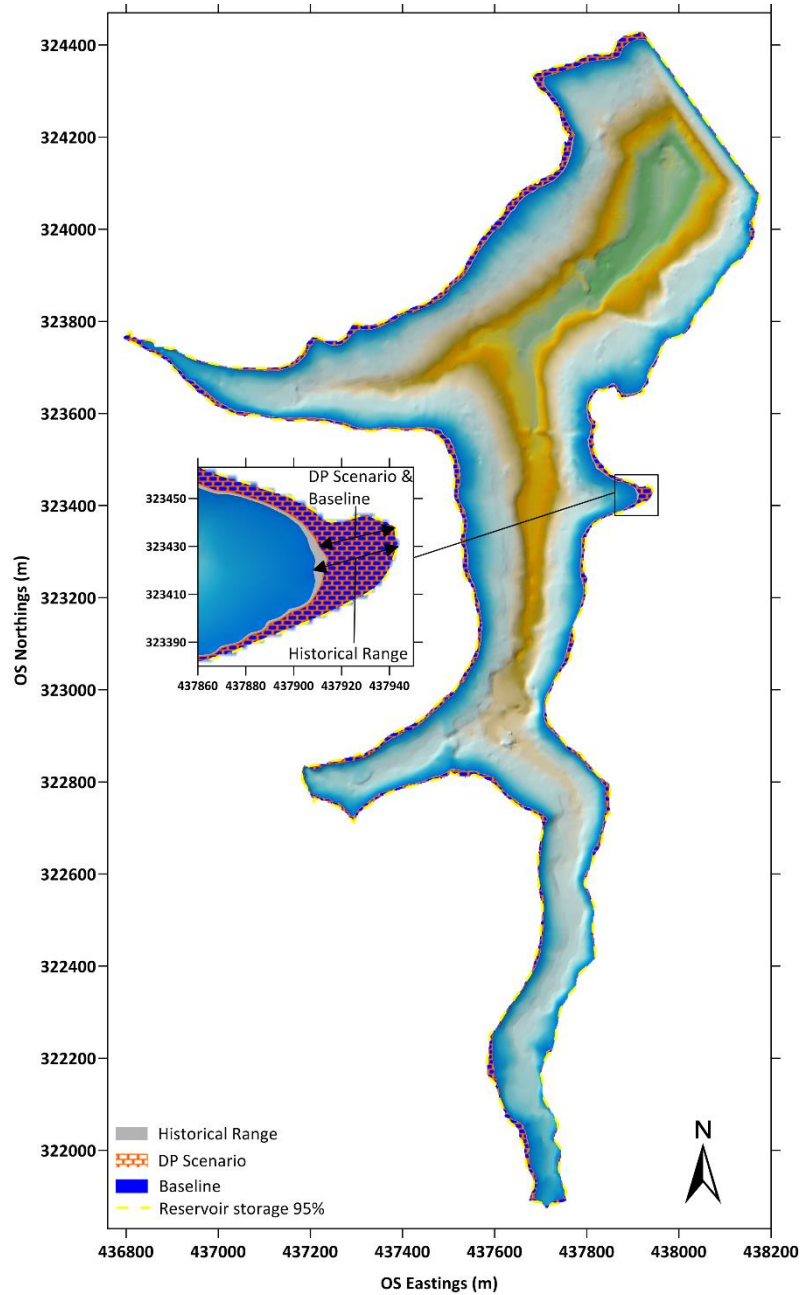 324400
324200
324000
323800
323600
323400
323200
323000
322800
322600
322400
322200
322000
OS Northings (m)
DP Scenario &
Baseline
323450
323430
323410
323390
Historical Range
437860 437880 437900 437920 437940
Historical Range
DP Scenario
Baseline
Reservoir storage 95%
N
436800 437000 437200 437400 437600 437800 438000 438200
OS Eastings (m)